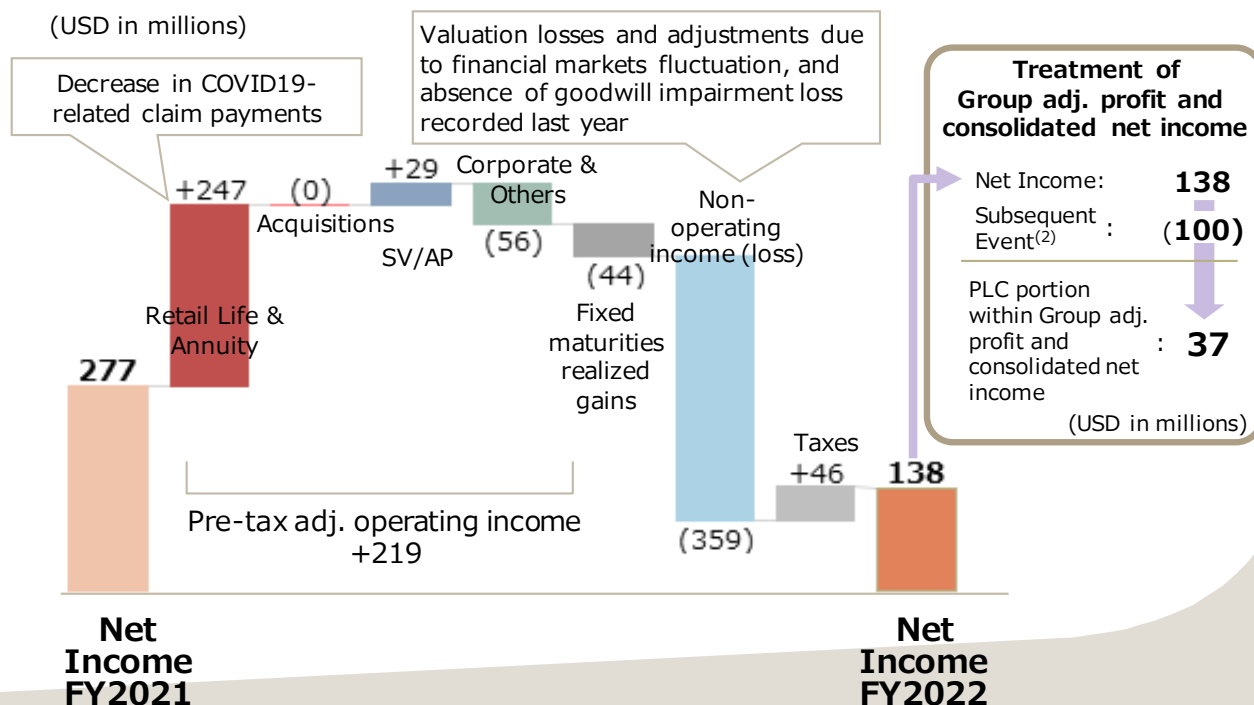 (USD in millions)
Decrease in COVID19-
related claim payments
Valuation losses and adjustments due
to financial markets fluctuation, and
absence of goodwill impairment loss
recorded last year
277
+247
Retail Life &
Annuity
(0)
Acquisitions
+29
SV/AP
Corporate &
Others
(56)
(44)
Fixed
maturities
realized
gains
Non-
operating
income (loss)
(359)
Taxes
+46
138
Pre-tax adj. operating income
+219
Net
Income
FY2021
Net
Income
FY2022
Treatment of
Group adj. profit and
consolidated net income
Net Income: 138
Subsequent
Event(2) : (100)
PLC portion
within Group adj.
profit and : 37
consolidated net
income
(USD in millions)